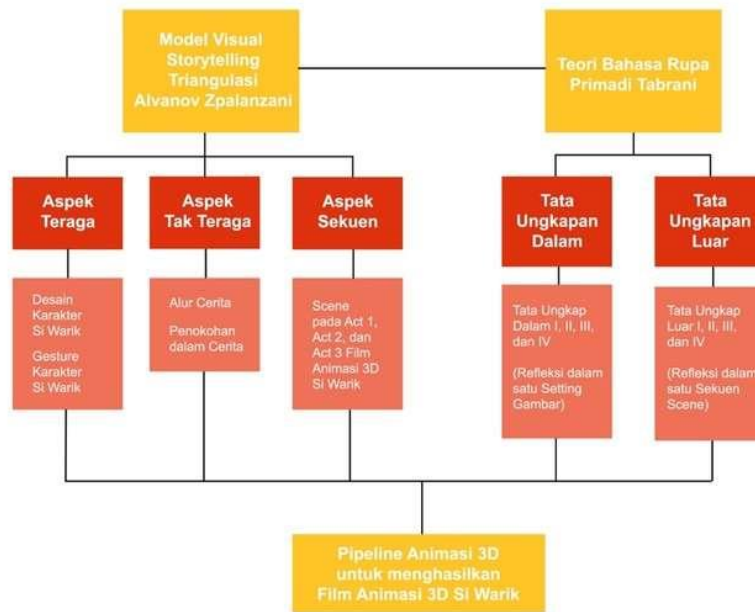 Model Visual
Storytelling
Triangulasi
Alvanov Zpalanzani
Teori Bahasa Rupa
Primadi Tabrani
Aspek
Teraga
Aspek
Tak Teraga
Aspek
Sekuen
Tata
Ungkapan
Dalam
Tata
Ungkapan
Luar
Desain
Karakter
Si Warik
Gesture
Karakter
Si Warik
Alur Cerita
Penokohan
dalam Cerita
Scene
pada Act 1,
Act 2, dan
Act 3 Film
Animasi 3D
Si Warik
Tata Ungkap
Dalam I, II, III,
dan IV
(Refleksi dalam
satu Setting
Gambar)
Tata Ungkap
Luar I, II, III,
dan IV
(Refleksi dalam
satu Sekuen
Scene)
Pipeline Animasi 3D
untuk menghasilkan
Film Animasi 3D Si Warik